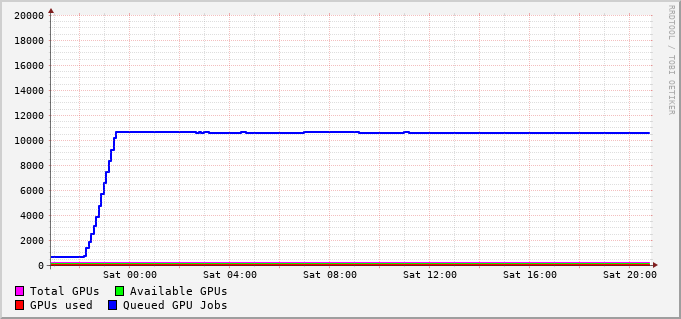 20000
18000
16000
14000
12000
10000
8000
6000
4000
2000
0
Sat 00:00 Sat 04:00 Sat 08:00 Sat 12:00 Sat 16:00 Sat 20:00
Total GPUs Available GPUs
GPUs used Queued GPU Jobs
RRDTOOL / TOBI OETIKER